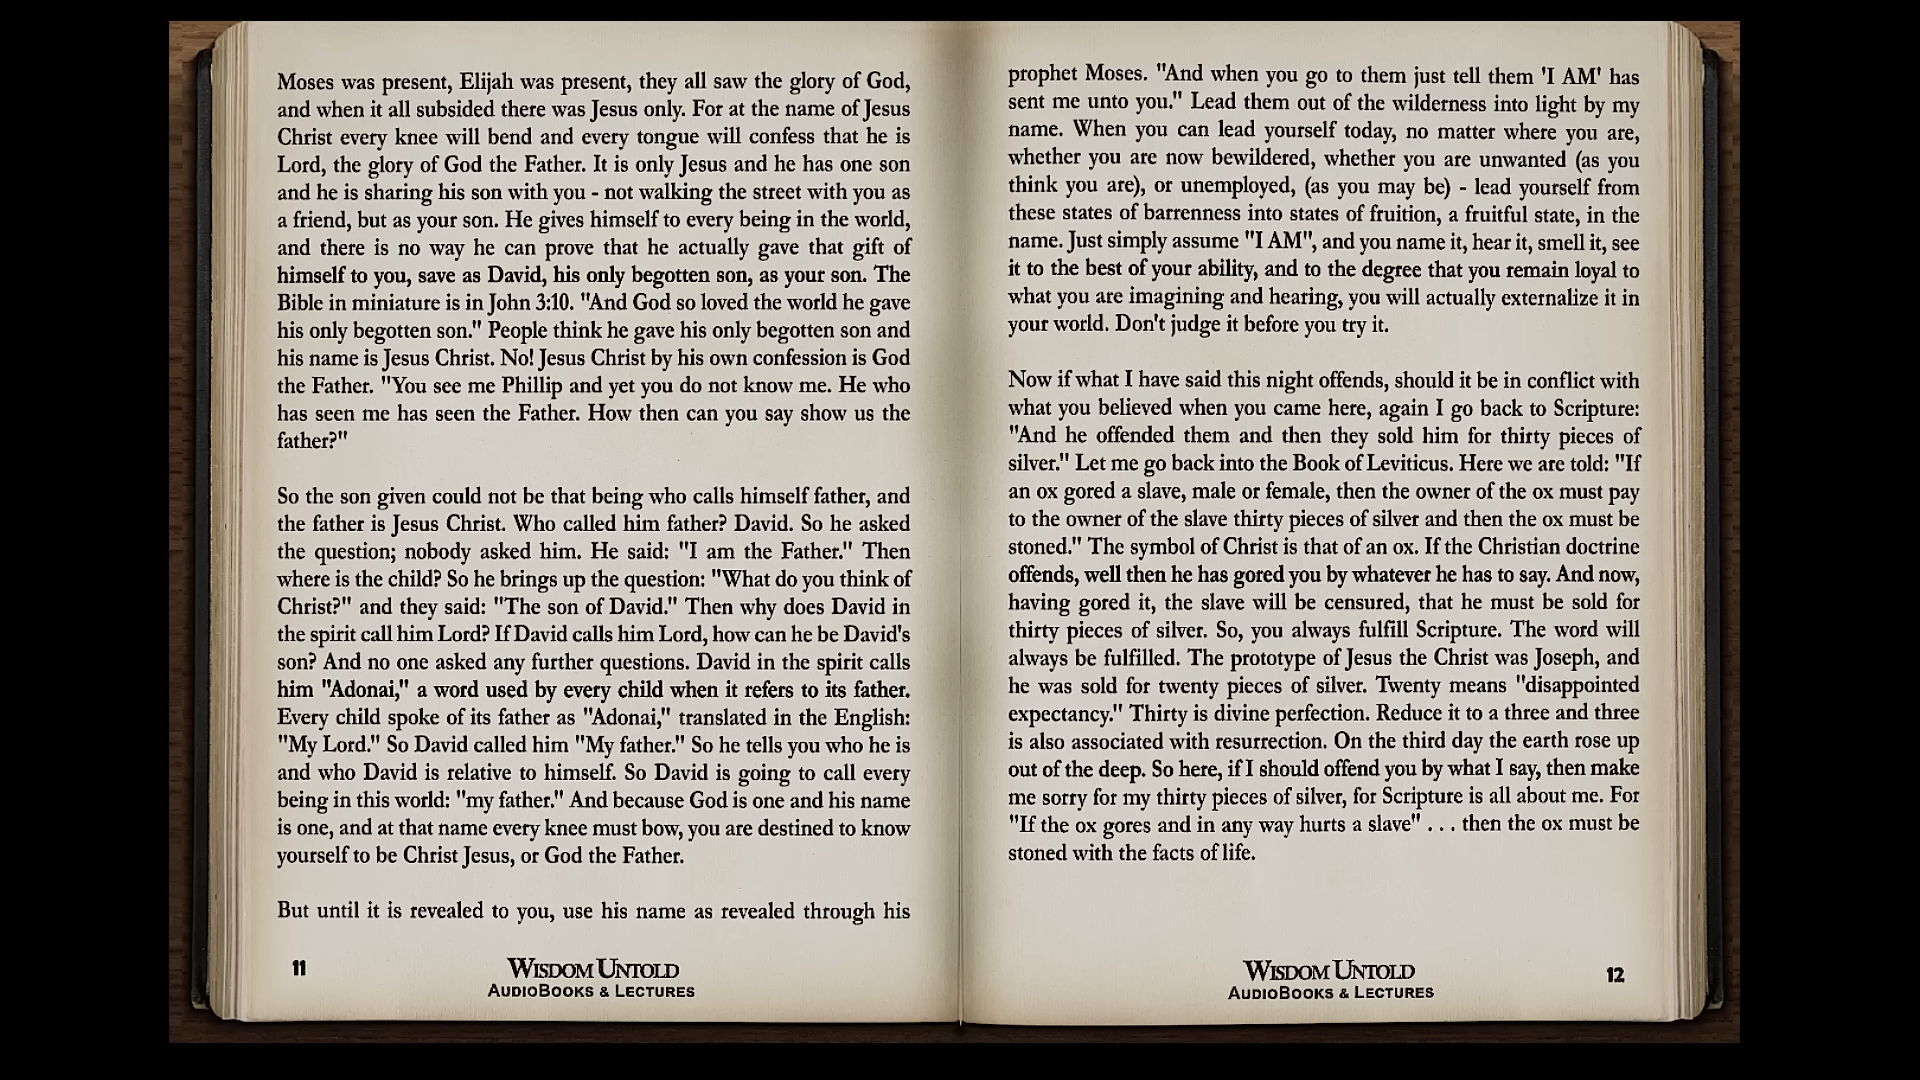 Moses was present, Elijah was present, they all saw the glory of God,
and when it all subsided there was Jesus only. For at the name of Jesus
Christ every knee will bend and every tongue will confess that he is
Lord, the glory of God the Father. It is only Jesus and he has one son
and he is sharing his son with you - not walking the street with you as
a friend, but as your son. He gives himself to every being in the world,
and there is no way he can prove that he actually gave that gift of
himself to you, save as David, his only begotten son, as your son. The
Bible in miniature is in John 3:10. "And God so loved the world he gave
his only begotten son." People think he gave his only begotten son and
his name is Jesus Christ. No! Jesus Christ by his own confession is God
the Father. "You see me Phillip and yet you do not know me. He who
has seen me has seen the Father. How then can you say show us the
father?"
So the son given could not be that being who calls himself father, and
the father is Jesus Christ. Who called him father? David. So he asked
the question; nobody asked him. He said: "I am the Father." Then
where is the child? So he brings up the question: "What do you think of
Christ?" and they said: "The son of David." Then why does David in
the spirit call him Lord? If David calls him Lord, how can he be David's
son? And no one asked any further questions. David in the spirit calls
him "Adonai," a word used by every child when it refers to its father.
Every child spoke of its father as "Adonai," translated in the English:
"My Lord." So David called him "My father." So he tells you who he is
and who David is relative to himself. So David is going to call every
being in this world: "my father." And because God is one and his name
is one, and at that name every knee must bow, you are destined to know
yourself to be Christ Jesus, or God the Father.
But until it is revealed to you, use his name as revealed through his
11
WISDOM UNTOLD
AUDIOBOOKS & LECTURES
prophet Moses. "And when you go to them just tell them 'I AM' has
sent me unto you." Lead them out of the wilderness into light by my
name. When you can lead yourself today, no matter where you are,
whether you are now bewildered, whether you are unwanted (as you
think you are), or unemployed, (as you may be) - lead yourself from
these states of barrenness into states of fruition, a fruitful state, in the
name. Just simply assume "I AM", and you name it, hear it, smell it, see
it to the best of your ability, and to the degree that you remain loyal to
what you are imagining and hearing, you will actually externalize it in
your world. Don't judge it before you try it.
Now if what I have said this night offends, should it be in conflict with
what you believed when you came here, again I go back to Scripture:
"And he offended them and then they sold him for thirty pieces of
silver." Let me go back into the Book of Leviticus. Here we are told: "If
an ox gored a slave, male or female, then the owner of the ox must pay
to the owner of the slave thirty pieces of silver and then the ox must be
stoned." The symbol of Christ is that of an ox. If the Christian doctrine
offends, well then he has gored you by whatever he has to say. And now,
having gored it, the slave will be censured, that he must be sold for
thirty pieces of silver. So, you always fulfill Scripture. The word will
always be fulfilled. The prototype of Jesus the Christ was Joseph, and
he was sold for twenty pieces of silver. Twenty means "disappointed
expectancy." Thirty is divine perfection. Reduce it to a three and three
is also associated with resurrection. On the third day the earth rose up
out of the deep. So here, if I should offend you by what I say, then make
me sorry for my thirty pieces of silver, for Scripture is all about me. For
"If the ox gores and in any way hurts a slave" . . . then the ox must be
stoned with the facts of life.
WISDOM UNTOLD
AUDIOBOOKS & LECTURES
12